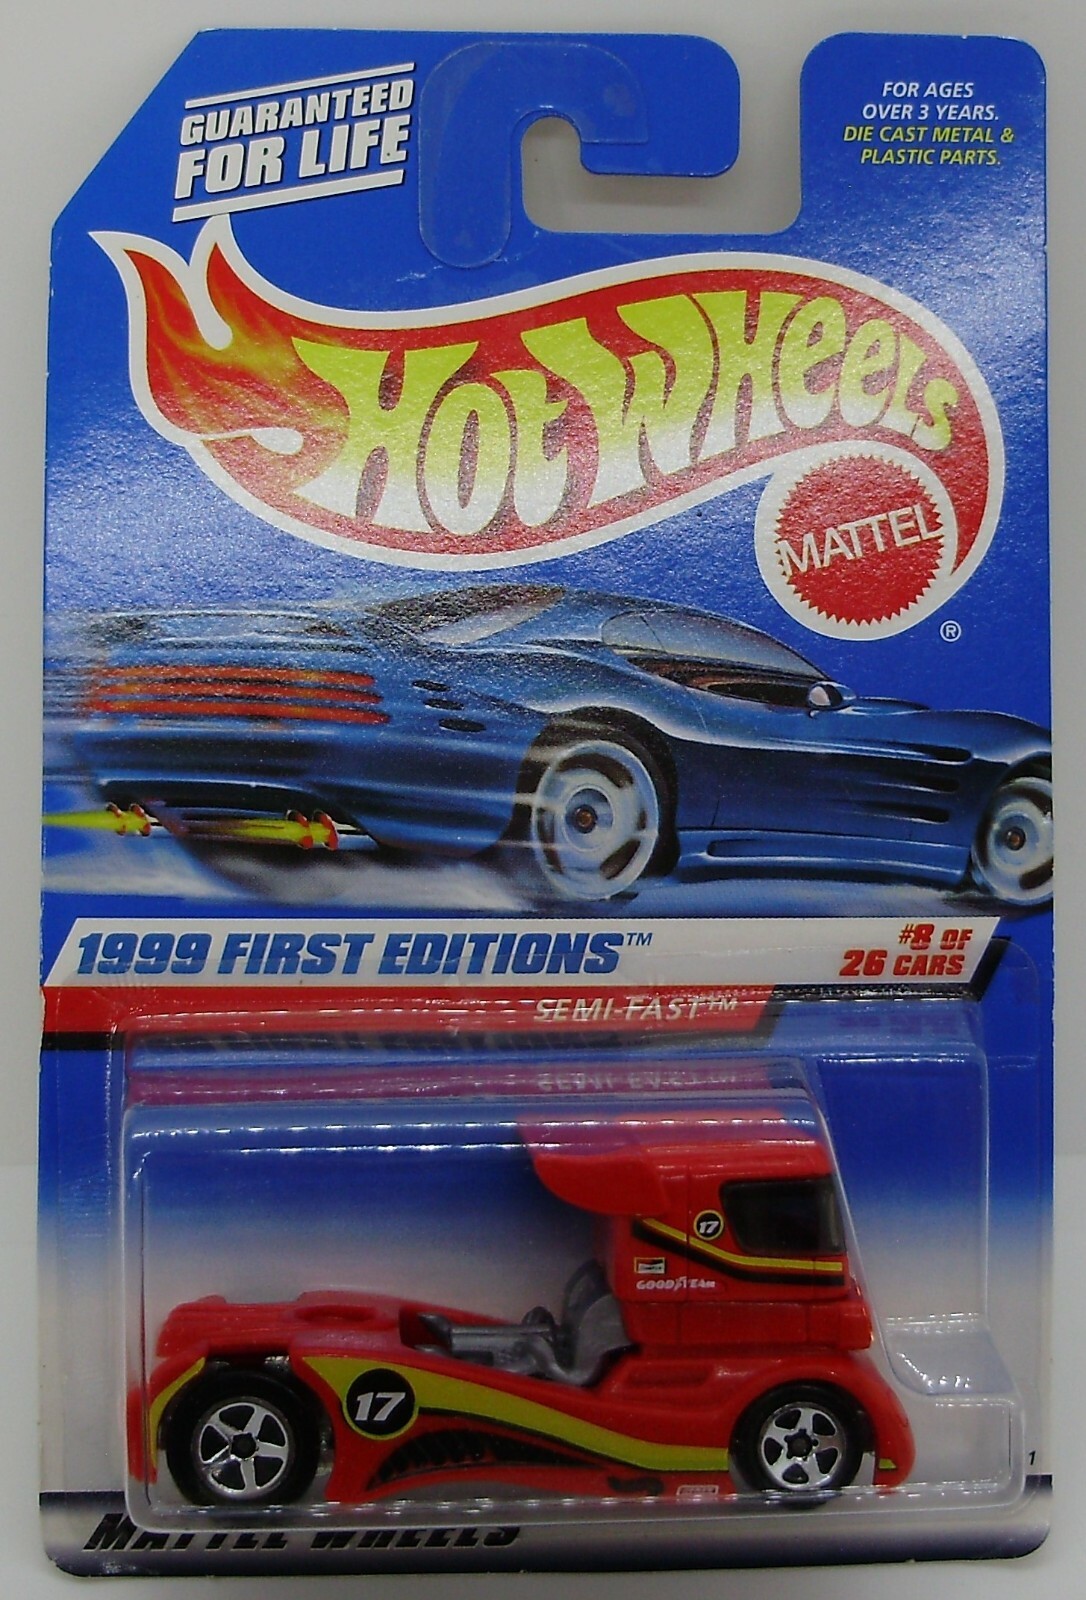 GUARANTEED
FOR LIFE
FOR AGES
OVER 3 YEARS.
DIE CAST METAL &
PLASTIC PARTS.
HOT WHEELS
MATTEL
®
1999 FIRST EDITIONS™
#8 OF
26 CARS
SEMI-FAST™
17
GOODYEAR
17
1
MATTEL WHEELS